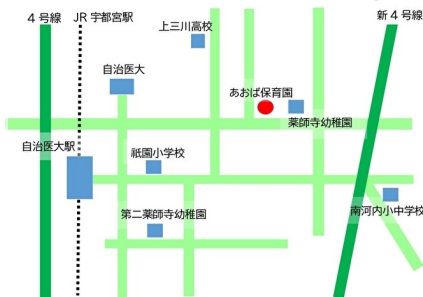 4号線
JR 宇都宮駅
新4号線
上三川高校
自治医大
あおば保育園
薬師寺幼稚園
自治医大駅
祇園小学校
第二薬師寺幼稚園
南河内小中学校